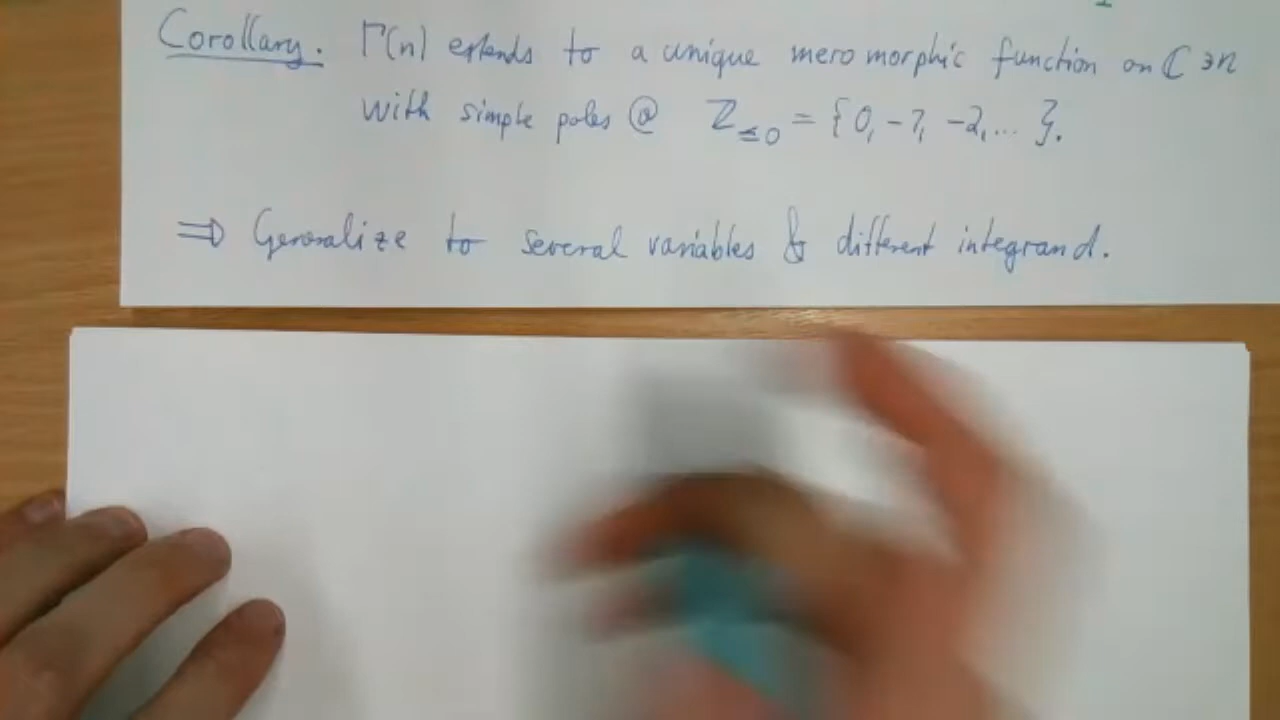 Corollary. Γ(n) extends to a unique meromorphic function on ℂ ∋ n
with simple poles @ ℤ≤0 = {0, -1, -2, ... }.
⇒ Generalize to several variables & different integrand.